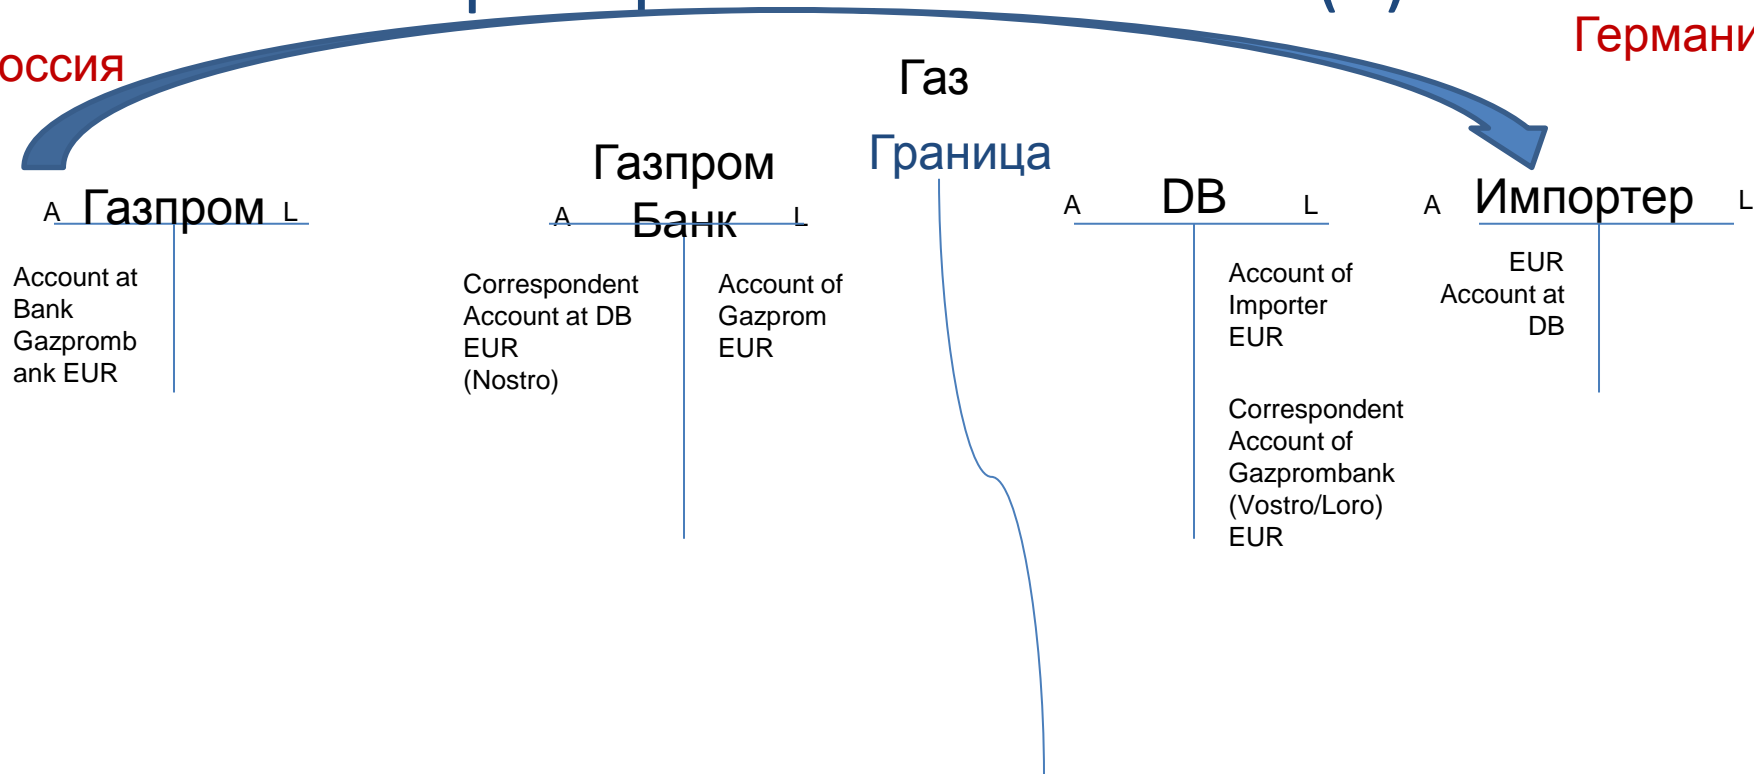 оссия
Германи
Газ
Граница
A Газпром L
Account at
Bank
Gazpromb
ank EUR
Газпром
A Банк L
Correspondent
Account at DB
EUR
(Nostro)
Account of
Gazprom
EUR
A DB L
Account of
Importer
EUR
Correspondent
Account of
Gazprombank
(Vostro/Loro)
EUR
A Импортер L
EUR
Account at
DB